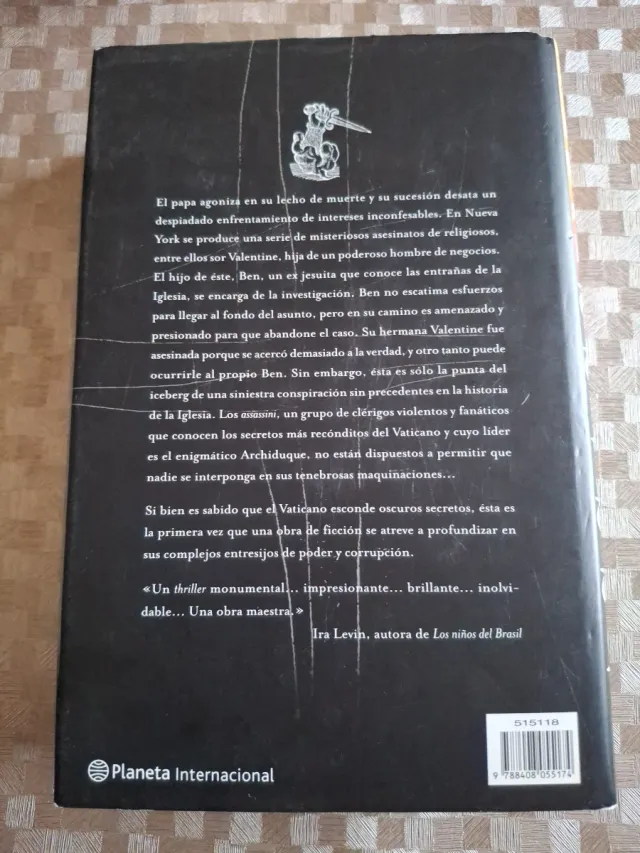 El papa agoniza en su lecho de muerte y su sucesión desata un
despiadado enfrentamiento de intereses inconfesables. En Nueva
York se produce una serie de misteriosos asesinatos de religiosos,
entre ellos sor Valentine, hija de un poderoso hombre de negocios.
El hijo de éste, Ben, un ex jesuita que conoce las entrañas de la
Iglesia, se encarga de la investigación. Ben no escatima esfuerzos
para llegar al fondo del asunto, pero en su camino es amenazado y
presionado para que abandone el caso. Su hermana Valentine fue
asesinada porque se acercó demasiado a la verdad, y otro tanto puede
ocurrirle al propio Ben. Sin embargo, ésta es sólo la punta del
iceberg de una siniestra conspiración sin precedentes en la historia
de la Iglesia. Los assassini, un grupo de clérigos violentos y fanáticos
que conocen los secretos más recónditos del Vaticano y cuyo líder
es el enigmático Archiduque, no están dispuestos a permitir que
nadie se interponga en sus tenebrosas maquinaciones...
Si bien es sabido que el Vaticano esconde oscuros secretos, ésta es
la primera vez que una obra de ficción se atreve a profundizar en
sus complejos entresijos de poder y corrupción.
«Un thriller monumental... impresionante... brillante... inolvi-
dable... Una obra maestra.»
Ira Levin, autora de Los niños del Brasil
515118
9 788408 055174
Planeta Internacional